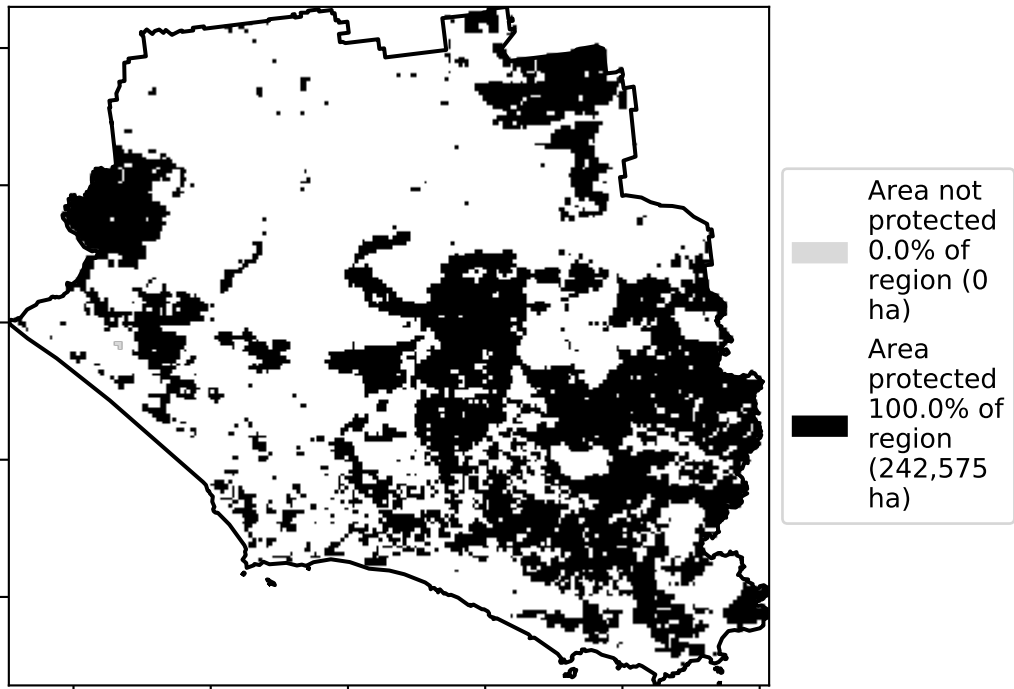 Area not
protected
0.0% of
region (0
ha)
Area
protected
100.0% of
region
(242,575
ha)